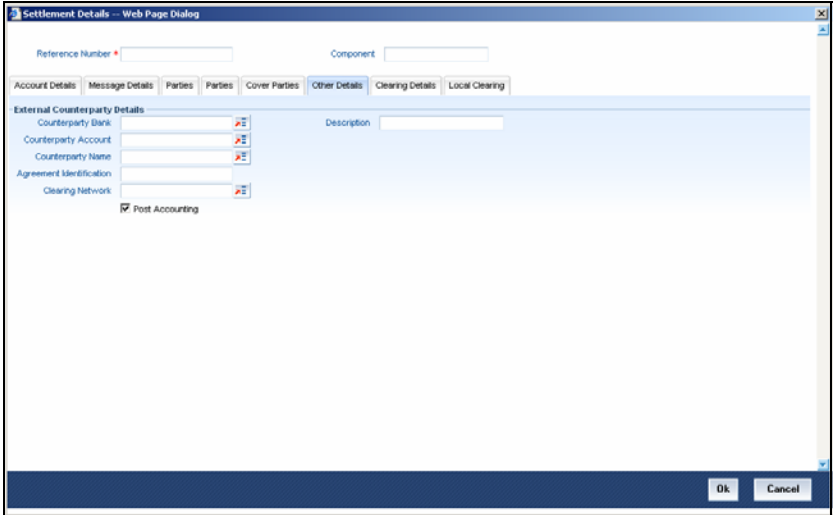 Settlement Details -- Web Page Dialog
Reference Number * Component
Account Details Message Details Parties Parties Cover Parties Other Details Clearing Details Local Clearing
External Counterparty Details
Counterparty Bank Description
Counterparty Account
Counterparty Name
Agreement Identification
Clearing Network
Post Accounting
Ok Cancel